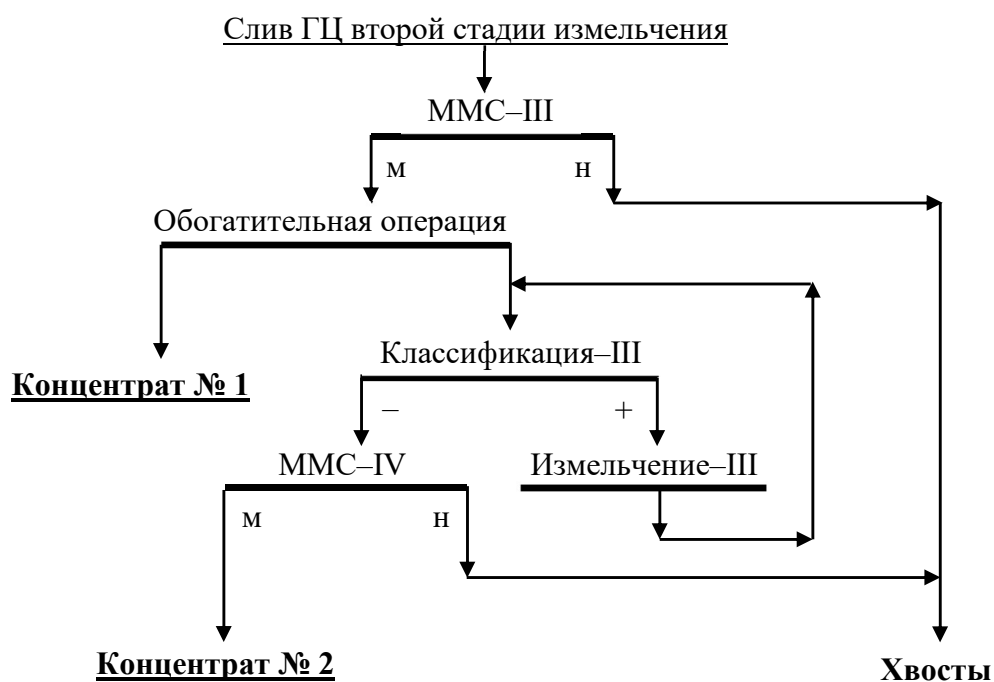 Слив ГЦ второй стадии измельчения
ММС–III
м
н
Обогатительная операция
Классификация–III
Концентрат № 1
–
+
ММС–IV
Измельчение–III
м
н
Концентрат № 2
Хвосты